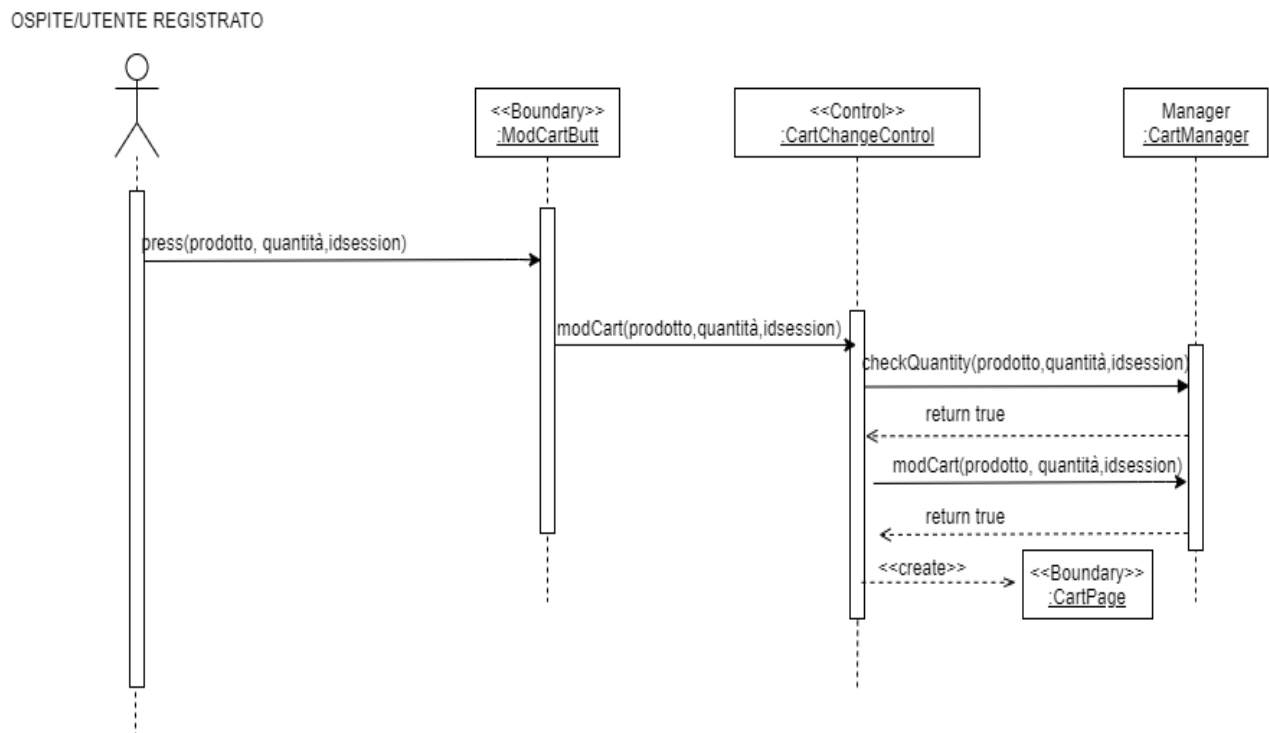 OSPITE/UTENTE REGISTRATO
<<Boundary>>
:ModCartButt
<<Control>>
:CartChangeControl
Manager
:CartManager
press(prodotto, quantità,idsession)
modCart(prodotto,quantità,idsession)
checkQuantity(prodotto,quantità,idsession)
return true
modCart(prodotto, quantità,idsession)
return true
<<create>>
<<Boundary>>
:CartPage